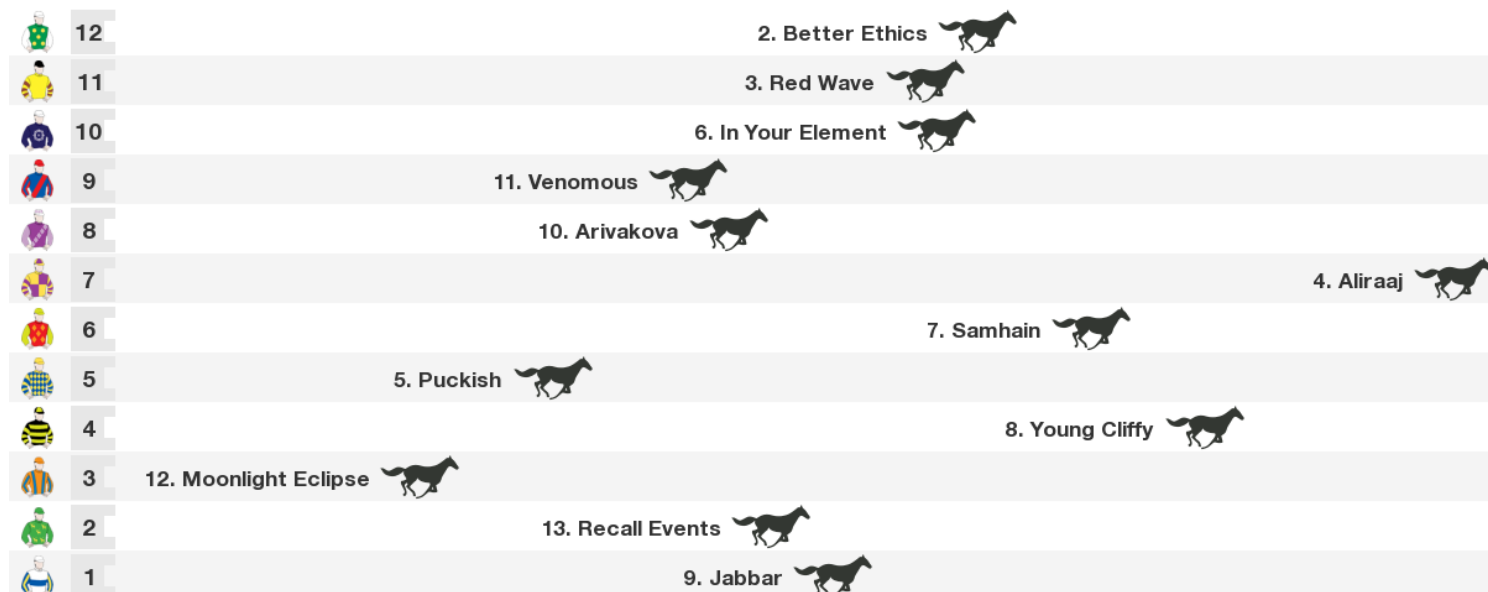 12 2. Better Ethics
11 3. Red Wave
10 6. In Your Element
9 11. Venomous
8 10. Arivakova
7 4. Aliraaj
6 7. Samhain
5 5. Puckish
4 8. Young Cliffy
3 12. Moonlight Eclipse
2 13. Recall Events
1 9. Jabbar